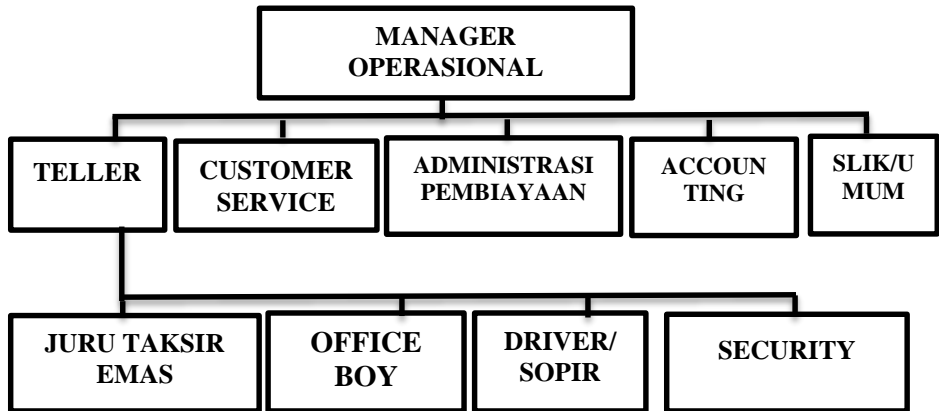 MANAGER
OPERASIONAL
TELLER
CUSTOMER
SERVICE
ADMINISTRASI
PEMBIAYAAN
ACCOUN
TING
SLIK/U
MUM
JURU TAKSIR
EMAS
OFFICE
BOY
DRIVER/
SOPIR
SECURITY